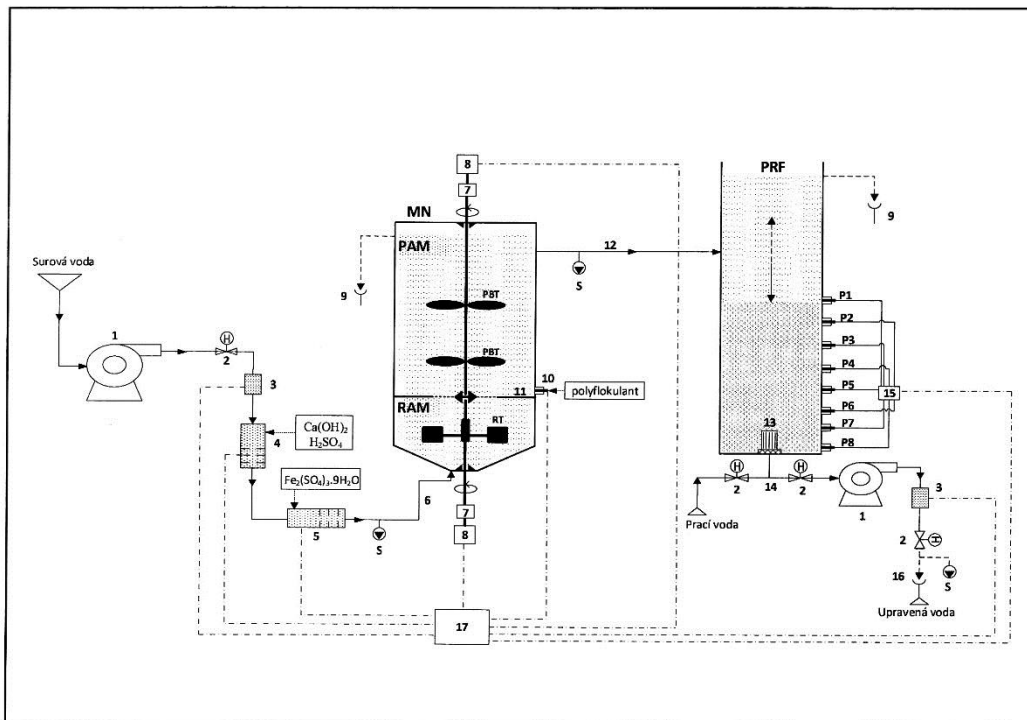 8
7
MN
PAM
9
PBT
PBT
10
11
polyflokulant
RAM
RT
6
7
8
12
S
PRF
9
P1
P2
P3
P4
P5
P6
P7
P8
15
13
H
H
2
14
2
1
Prací voda
3
2
H
16
S
Upravená voda
Surová voda
1
H
2
3
4
Ca(OH)₂
H₂SO₄
Fe₂(SO₄)₃.9H₂O
5
S
17